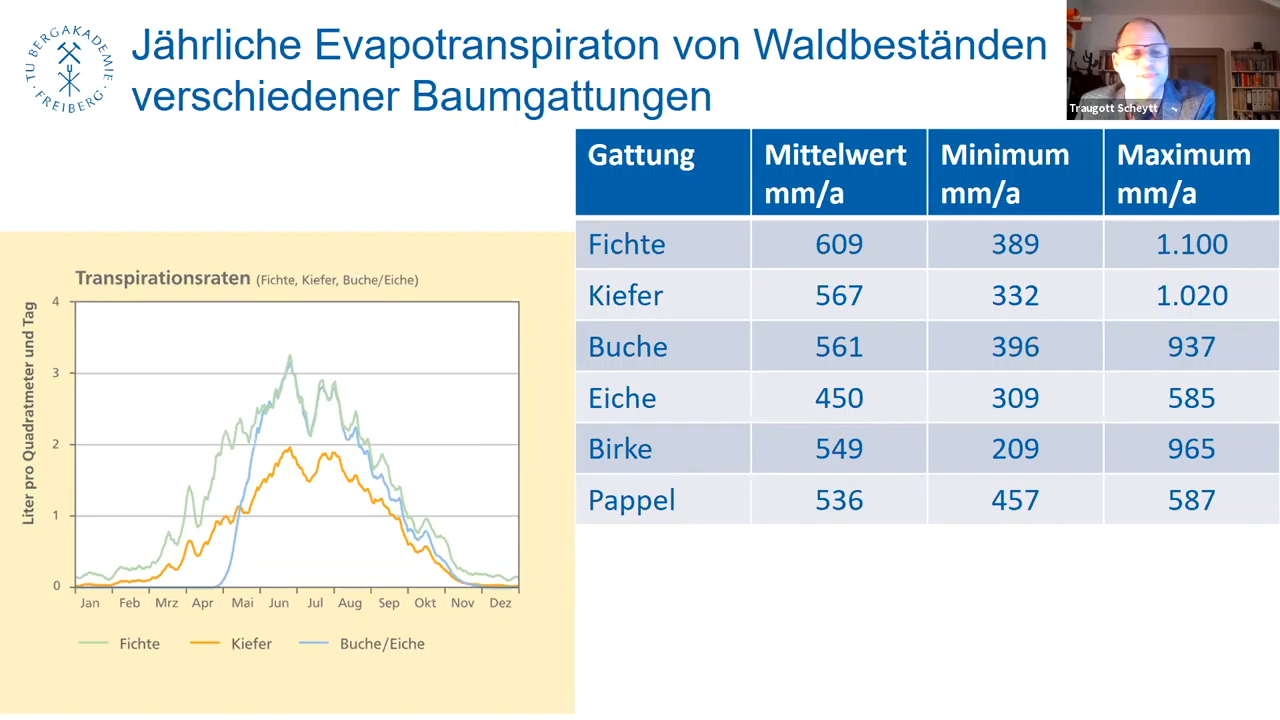 TU BERGAKADEMIE
FREIBERG
Jährliche Evapotranspiraton von Waldbeständen
verschiedener Baumgattungen
Traugott Scheytt
Transpirationsraten (Fichte, Kiefer, Buche/Eiche)
Liter pro Quadratmeter und Tag
4
3
2
1
0
Jan Feb Mrz Apr Mai Jun Jul Aug Sep Okt Nov Dez
Fichte Kiefer Buche/Eiche
Gattung Mittelwert mm/a Minimum mm/a Maximum mm/a
Fichte 609 389 1.100
Kiefer 567 332 1.020
Buche 561 396 937
Eiche 450 309 585
Birke 549 209 965
Pappel 536 457 587